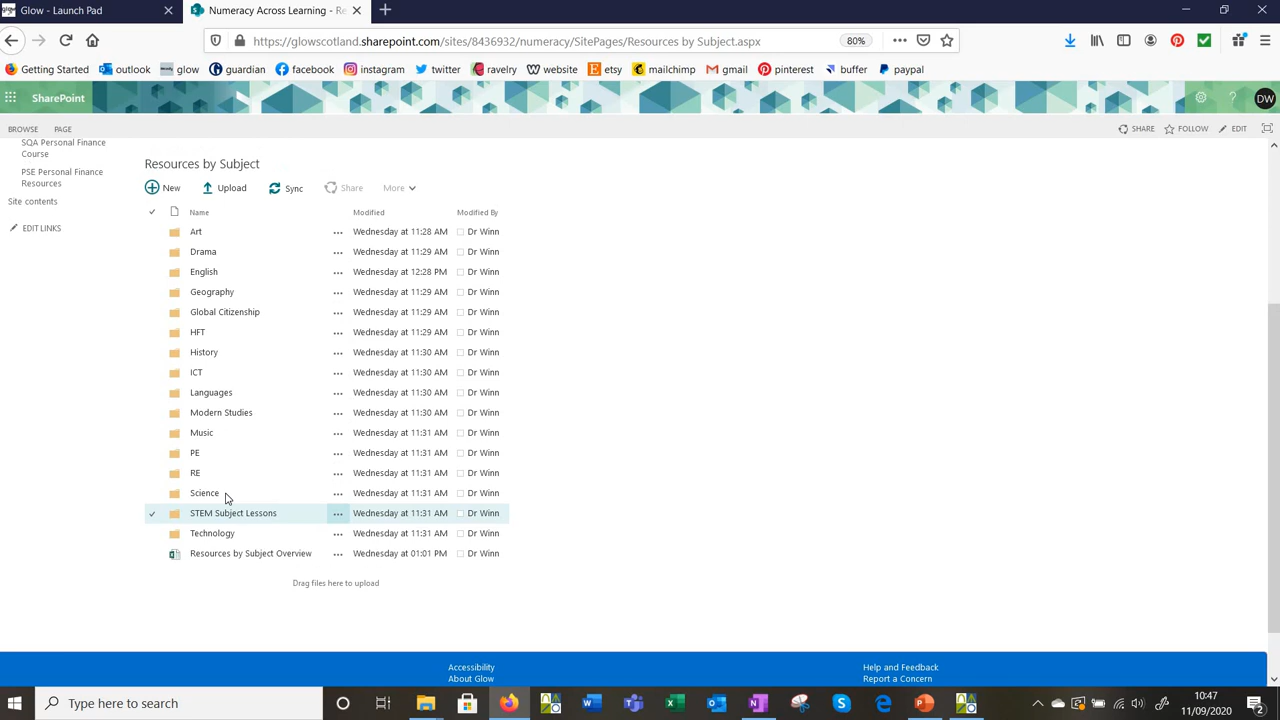 Glow - Launch Pad
Numeracy Across Learning - Re
https://glowscotland.sharepoint.com/sites/8436932/numeracy/SitePages/Resources by Subject.aspx
80%
Getting Started outlook glow guardian facebook instagram twitter ravelry website etsy mailchimp gmail pinterest buffer paypal
SharePoint
DW
BROWSE PAGE
SHARE FOLLOW EDIT
SQA Personal Finance
Course
PSE Personal Finance
Resources
Site contents
EDIT LINKS
Resources by Subject
New Upload Sync Share More
Name Modified Modified By
Art Wednesday at 11:28 AM Dr Winn
Drama Wednesday at 11:29 AM Dr Winn
English Wednesday at 12:28 PM Dr Winn
Geography Wednesday at 11:29 AM Dr Winn
Global Citizenship Wednesday at 11:29 AM Dr Winn
HFT Wednesday at 11:29 AM Dr Winn
History Wednesday at 11:30 AM Dr Winn
ICT Wednesday at 11:30 AM Dr Winn
Languages Wednesday at 11:30 AM Dr Winn
Modern Studies Wednesday at 11:30 AM Dr Winn
Music Wednesday at 11:31 AM Dr Winn
PE Wednesday at 11:31 AM Dr Winn
RE Wednesday at 11:31 AM Dr Winn
Science Wednesday at 11:31 AM Dr Winn
STEM Subject Lessons Wednesday at 11:31 AM Dr Winn
Technology Wednesday at 11:31 AM Dr Winn
Resources by Subject Overview Wednesday at 01:01 PM Dr Winn
Drag files here to upload
Accessibility Help and Feedback
About Glow Report a Concern
Type here to search
10:47
11/09/2020